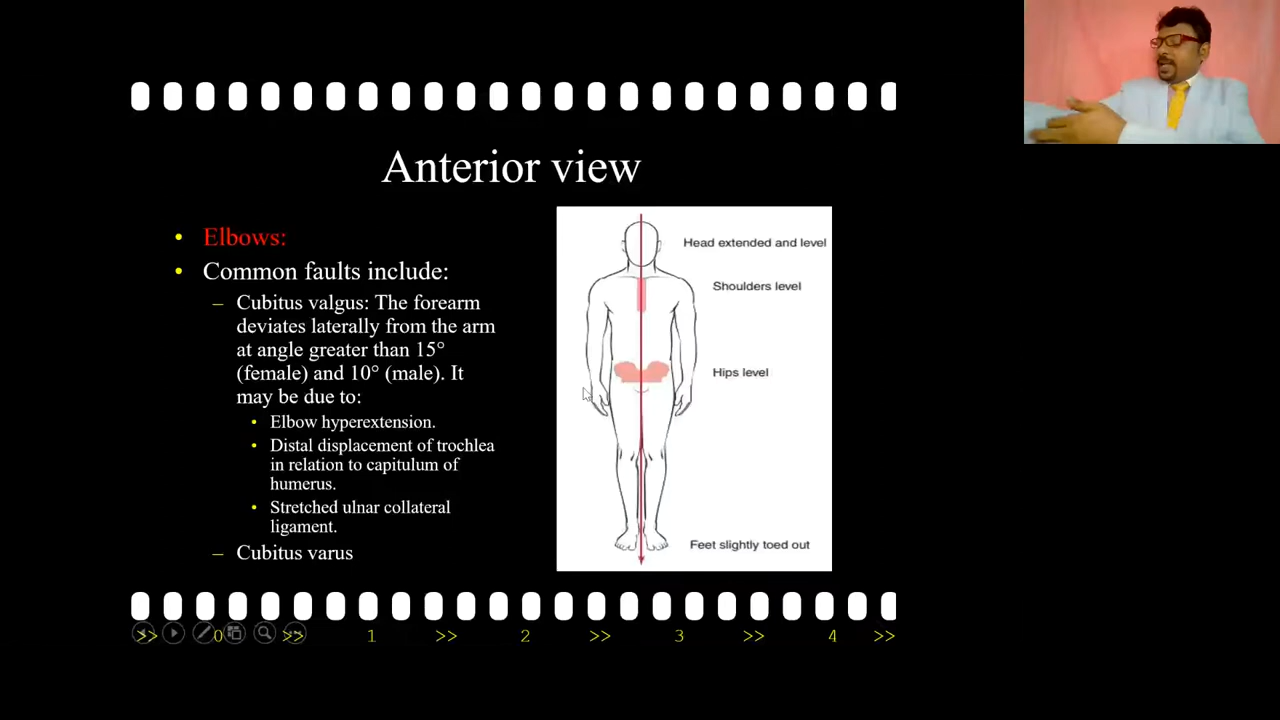 Anterior view
• Elbows:
• Common faults include:
– Cubitus valgus: The forearm
deviates laterally from the arm
at angle greater than 15°
(female) and 10° (male). It
may be due to:
• Elbow hyperextension.
• Distal displacement of trochlea
in relation to capitulum of
humerus.
• Stretched ulnar collateral
ligament.
– Cubitus varus
Head extended and level
Shoulders level
Hips level
Feet slightly toed out
>> 0 >> 1 >> 2 >> 3 >> 4 >>